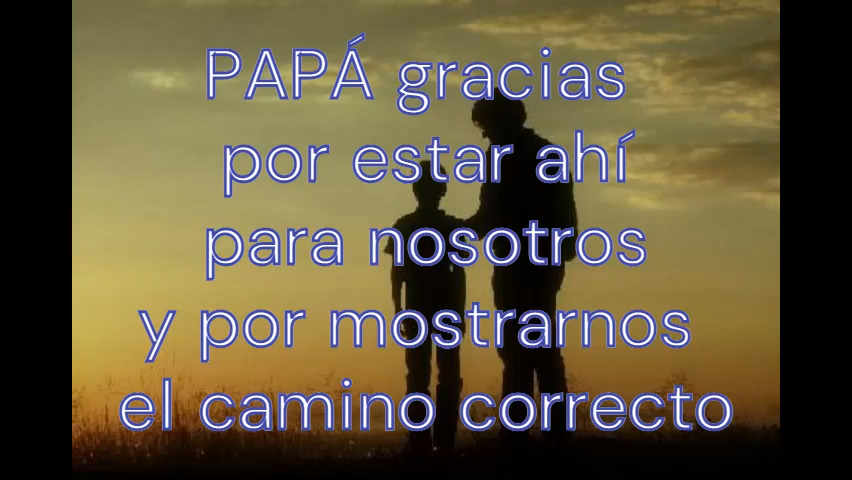 PAPÁ gracias
por estar ahí
para nosotros
y por mostrarnos
el camino correcto